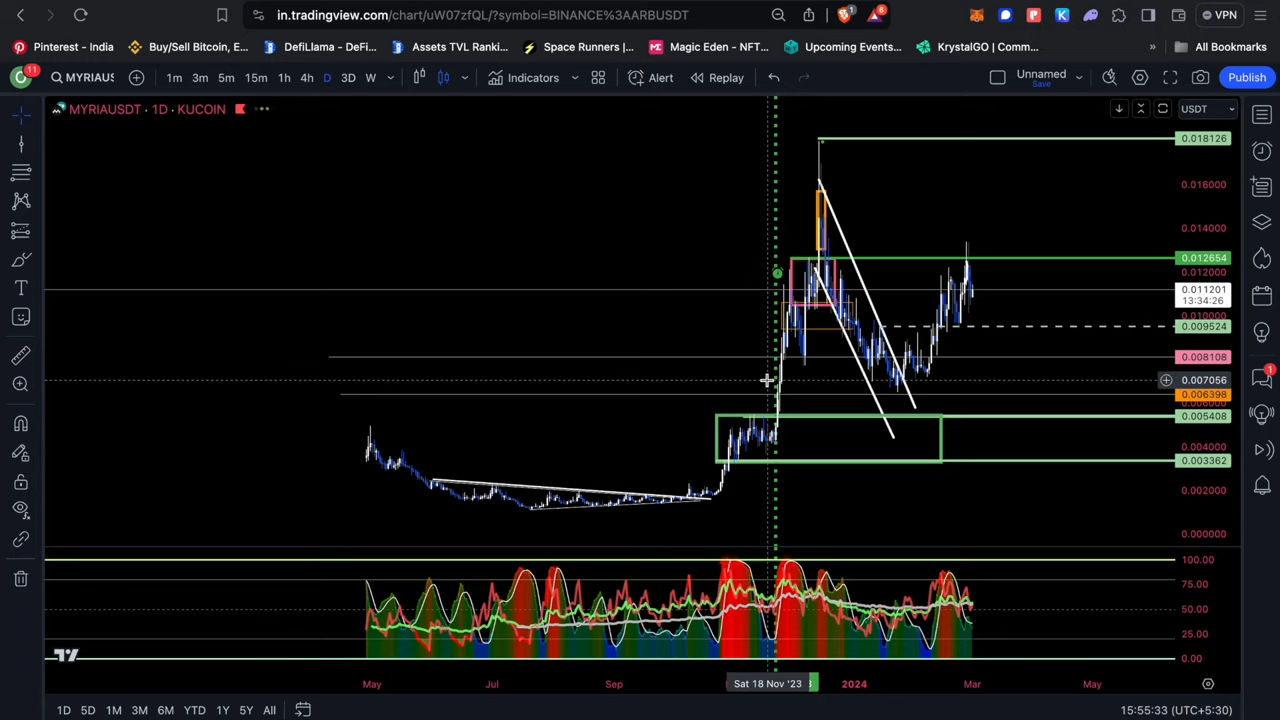 in.tradingview.com/chart/uW07zfQL/?symbol=BINANCE%3AARBUSDT
1
6
VPN
Pinterest - India
Buy/Sell Bitcoin, E...
DefiLlama - DeFi...
Assets TVL Ranki...
Space Runners |...
Magic Eden - NFT...
Upcoming Events...
KrystalGO | Comm...
»
All Bookmarks
11
MYRIAUS
1m 3m 5m 15m 1h 4h D 3D W
Indicators
Alert
Replay
Unnamed
Save
Publish
MYRIAUSDT · 1D · KUCOIN
USDT
0.018126
0.016000
0.014000
0.012654
0.012000
0.011201
13:34:26
0.010000
0.009524
0.008108
0.007056
0.006398
0.006000
0.005408
0.004000
0.003362
0.002000
0.000000
100.00
75.00
50.00
25.00
0.00
1
May
Jul
Sep
Sat 18 Nov '23
2024
Mar
May
1D 5D 1M 3M 6M YTD 1Y 5Y All
15:55:33 (UTC+5:30)